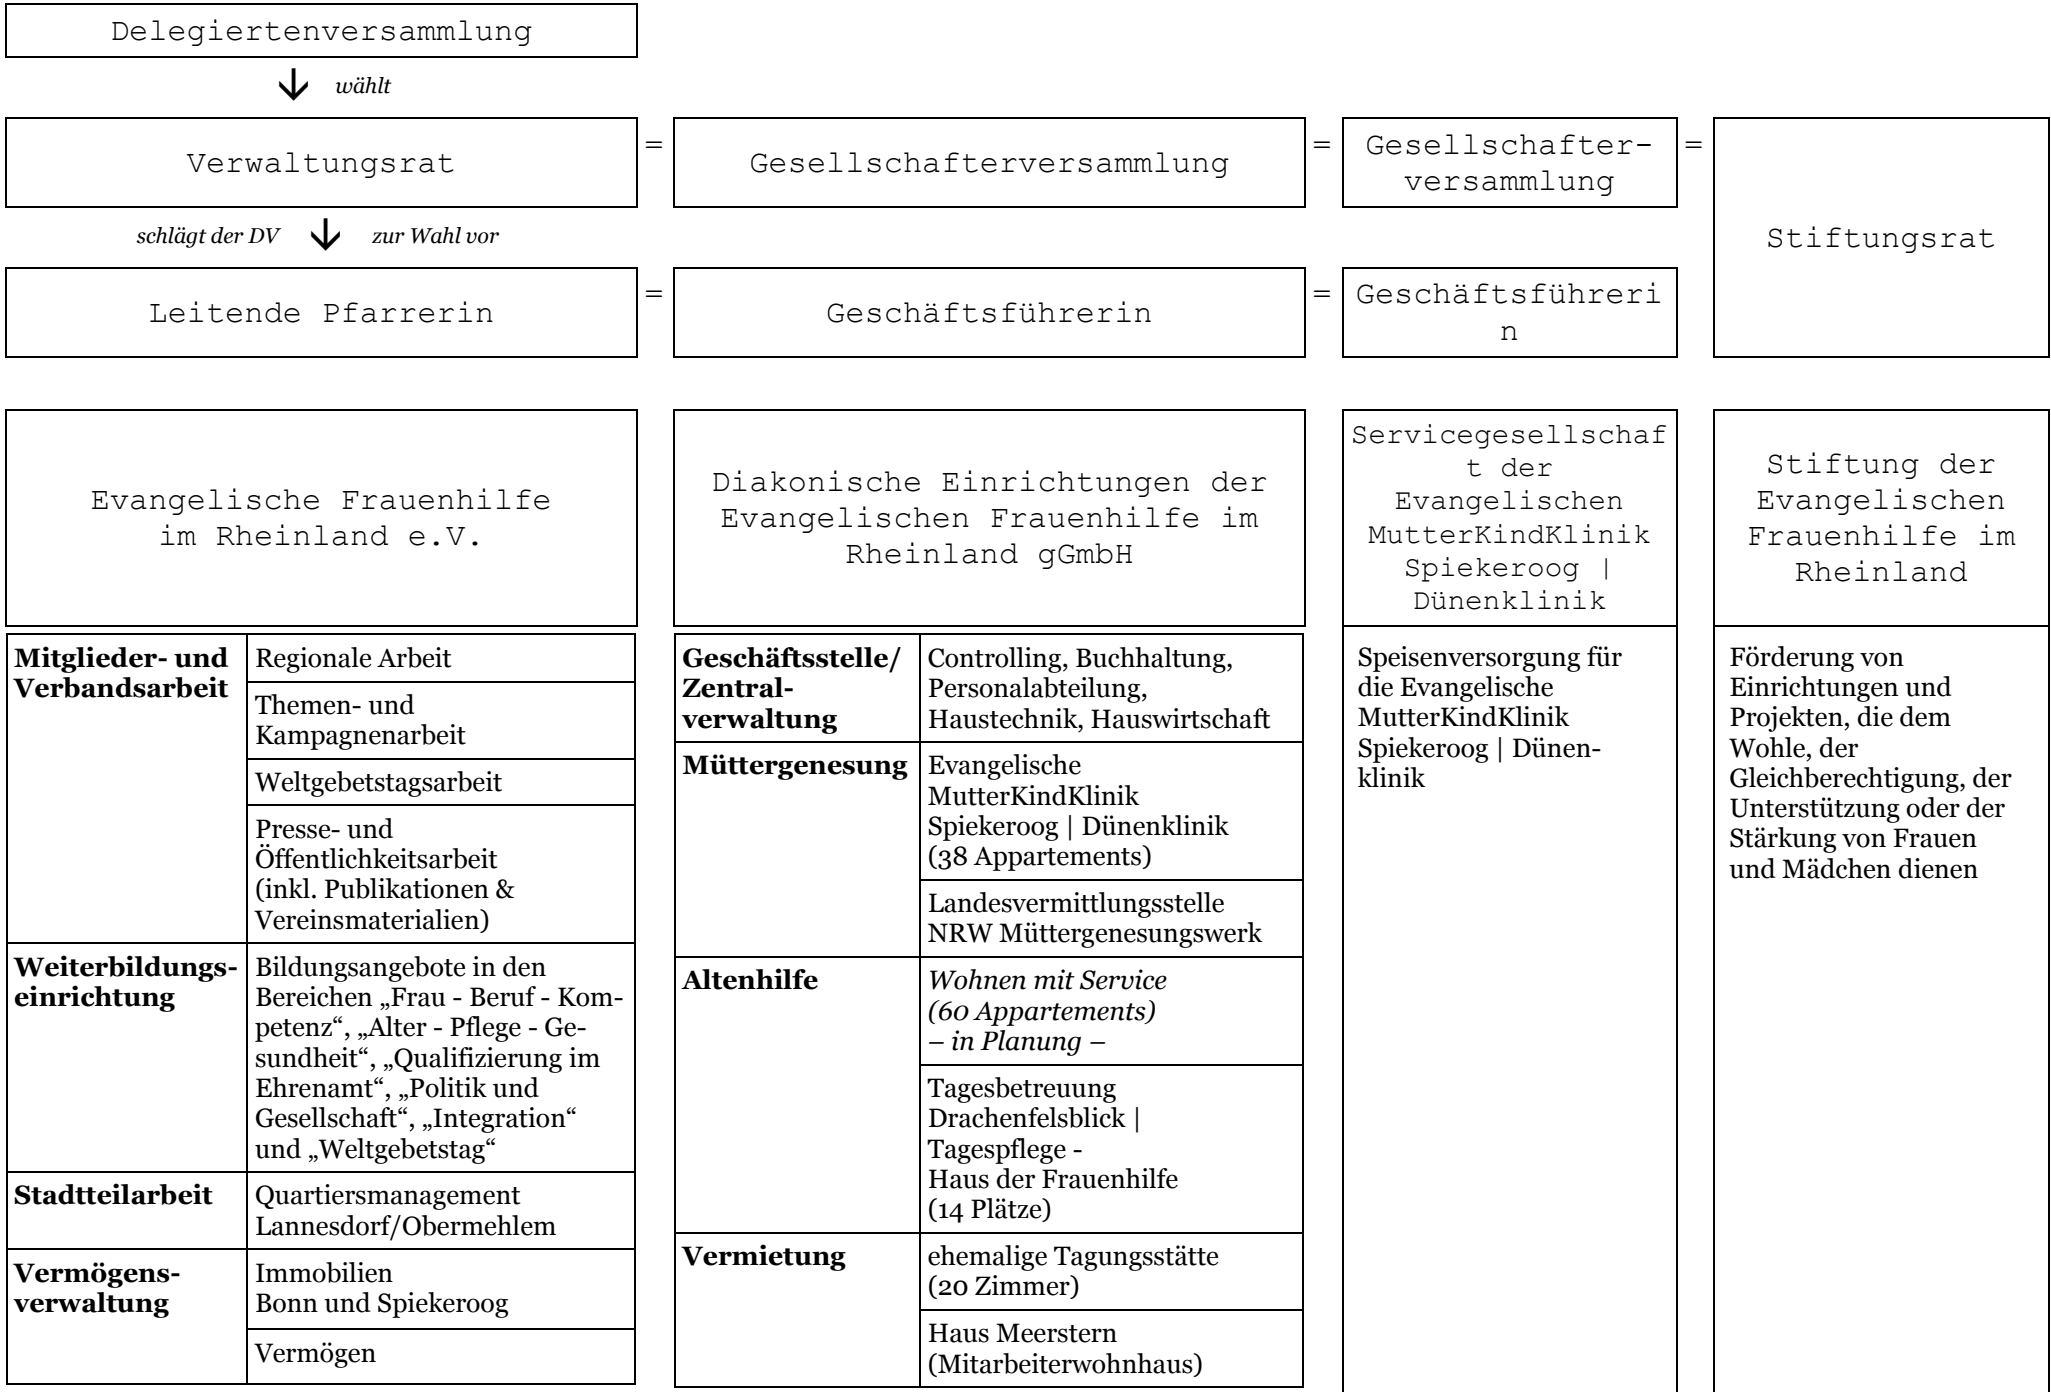 Delegiertenversammlung
wählt
Verwaltungsrat
=
Gesellschafterversammlung
=
Gesellschafter-
versammlung
=
Stiftungsrat
schlägt der DV
zur Wahl vor
Leitende Pfarrerin
=
Geschäftsführerin
=
Geschäftsführeri
n
Evangelische Frauenhilfe
im Rheinland e.V.
Diakonische Einrichtungen der
Evangelischen Frauenhilfe im
Rheinland gGmbH
Servicegesellschaf
t der
Evangelischen
MutterKindKlinik
Spiekeroog |
Dünenklinik
Stiftung der
Evangelischen
Frauenhilfe im
Rheinland
Mitglieder- und
Verbandsarbeit
Regionale Arbeit
Themen- und
Kampagnenarbeit
Weltgebetstagsarbeit
Presse- und
Öffentlichkeitsarbeit
(inkl. Publikationen &
Vereinsmaterialien)
Weiterbildungs-
einrichtung
Bildungsangebote in den
Bereichen „Frau - Beruf - Kom-
petenz“, „Alter - Pflege - Ge-
sundheit“, „Qualifizierung im
Ehrenamt“, „Politik und
Gesellschaft“, „Integration“
und „Weltgebetstag“
Stadtteilarbeit
Quartiersmanagement
Lannesdorf/Obermehlem
Vermögens-
verwaltung
Immobilien
Bonn und Spiekeroog
Vermögen
Geschäftsstelle/
Zentral-
verwaltung
Controlling, Buchhaltung,
Personalabteilung,
Haustechnik, Hauswirtschaft
Müttergenesung
Evangelische
MutterKindKlinik
Spiekeroog | Dünenklinik
(38 Appartements)
Landesvermittlungsstelle
NRW Müttergenesungswerk
Altenhilfe
Wohnen mit Service
(60 Appartements)
– in Planung –
Tagesbetreuung
Drachenfelsblick |
Tagespflege -
Haus der Frauenhilfe
(14 Plätze)
Vermietung
ehemalige Tagungsstätte
(20 Zimmer)
Haus Meerstern
(Mitarbeiterwohnhaus)
Speisenversorgung für
die Evangelische
MutterKindKlinik
Spiekeroog | Dünen-
klinik
Förderung von
Einrichtungen und
Projekten, die dem
Wohle, der
Gleichberechtigung, der
Unterstützung oder der
Stärkung von Frauen
und Mädchen dienen